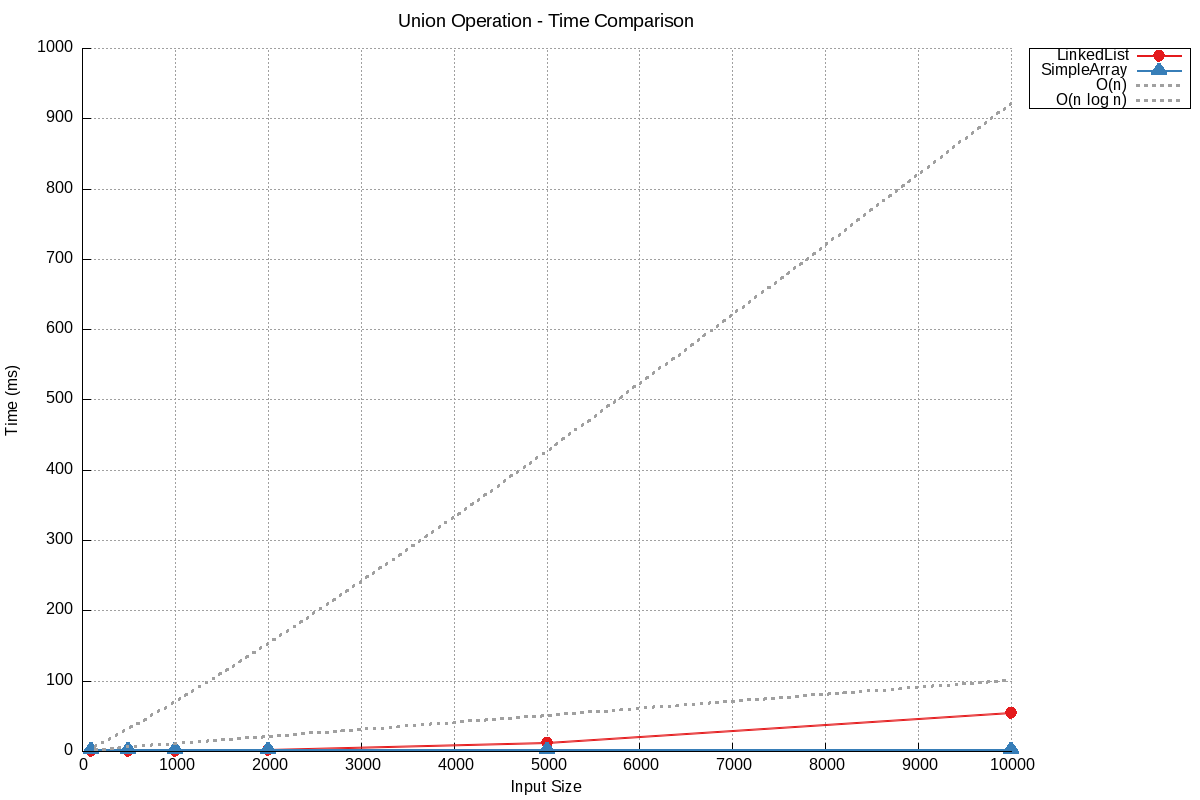 Union Operation - Time Comparison
LinkedList
SimpleArray
O(n)
O(n log n)
1000
900
800
700
600
500
400
300
200
100
0
Time (ms)
0 1000 2000 3000 4000 5000 6000 7000 8000 9000 10000
Input Size